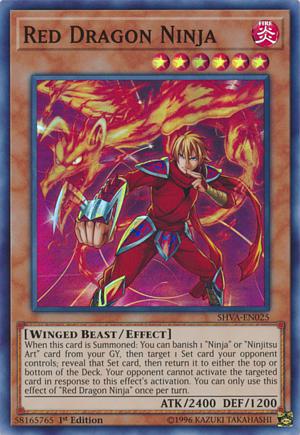 Red Dragon Ninja
FIRE
炎
SHVA-EN025
[Winged Beast/Effect]
When this card is Summoned: You can banish 1 "Ninja" or "Ninjitsu
Art" card from your GY, then target 1 Set card your opponent
controls; reveal that Set card, then return it to either the top or
bottom of the Deck. Your opponent cannot activate the targeted
card in response to this effect's activation. You can only use this
effect of "Red Dragon Ninja" once per turn.
ATK/2400 DEF/1200
58165765 1st Edition ©1996 KAZUKI TAKAHASHI